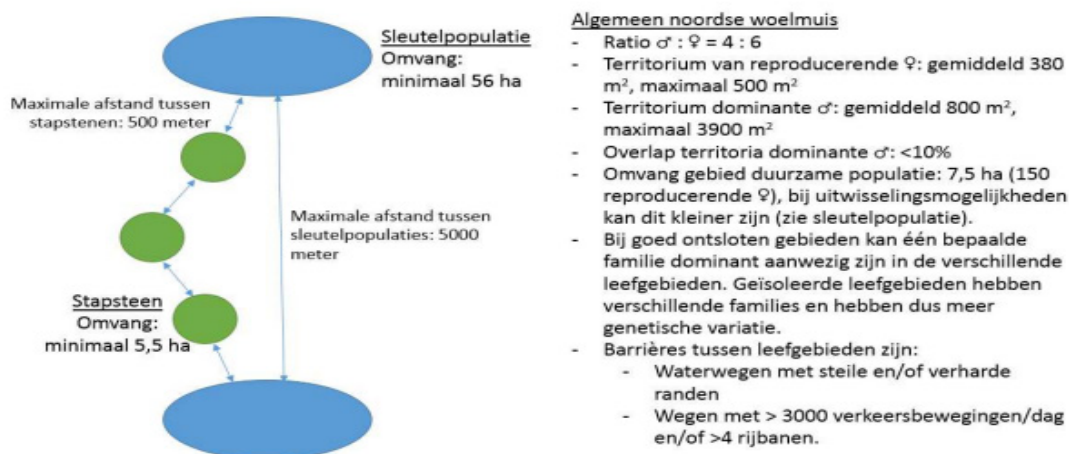 Sleutelpopulatie
Omvang:
minimaal 56 ha
Maximale afstand tussen
stapstenen: 500 meter
Maximale afstand tussen
sleutelpopulaties: 5000
meter
Stapsteen
Omvang:
minimaal 5,5 ha
Algemeen noordse woelmuis
- Ratio ♂ : ♀ = 4 : 6
- Territorium van reproducerende ♀: gemiddeld 380
m², maximaal 500 m²
- Territorium dominante ♂: gemiddeld 800 m²,
maximaal 3900 m²
- Overlap territoria dominante ♂: <10%
- Omvang gebied duurzame populatie: 7,5 ha (150
reproducerende ♀), bij uitwisselingsmogelijkheden
kan dit kleiner zijn (zie sleutelpopulatie).
- Bij goed ontsloten gebieden kan één bepaalde
familie dominant aanwezig zijn in de verschillende
leefgebieden. Geïsoleerde leefgebieden hebben
verschillende families en hebben dus meer
genetische variatie.
- Barrières tussen leefgebieden zijn:
- Waterwegen met steile en/of verharde
randen
- Wegen met > 3000 verkeersbewegingen/dag
en/of >4 rijbanen.